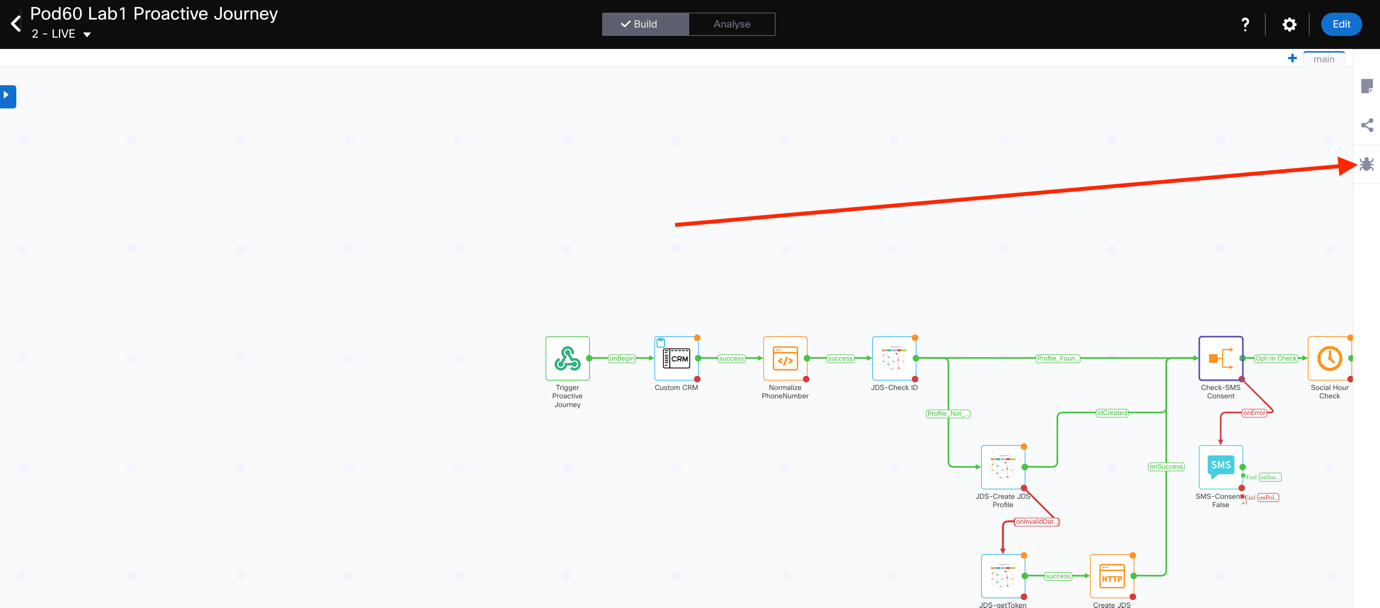 Pod60 Lab1 Proactive Journey
2 - LIVE
Build
Analyse
?
Edit
+ main
onBegin
success
success
Profile_Foun..
Opt-in Check
CRM
Trigger
Proactive
Journey
Custom CRM
Normalize
PhoneNumber
JDS-Check ID
Check-SMS
Consent
Social Hour
Check
Profile_Not_..
idCreated
onError
onSuccess
SMS
End onSuc..
End onPol..
+1
JDS-Create JDS
Profile
SMS-Consent
False
onInvalidDat..
success
HTTP
JDS-getToken
Create JDS